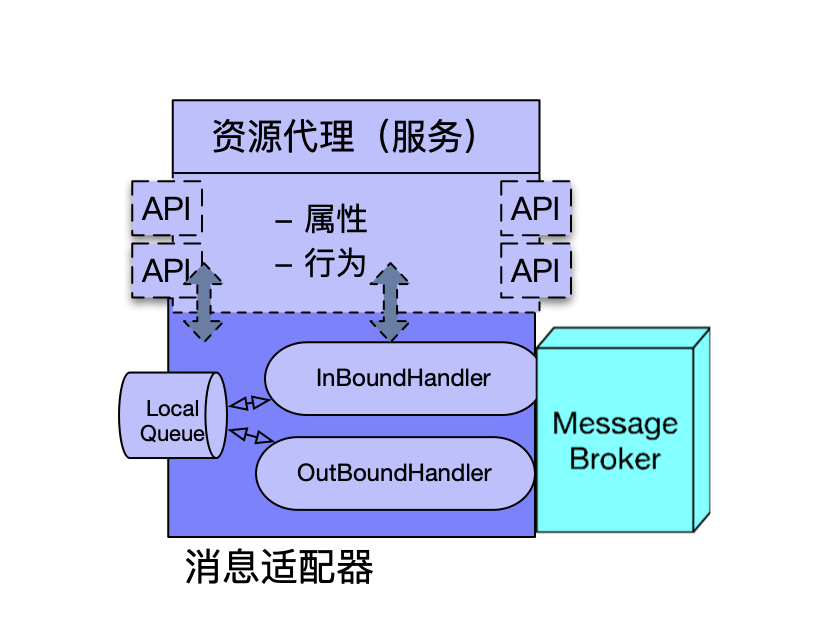 资源代理（服务）
API
API
– 属性
– 行为
API
API
InBoundHandler
Local
Queue
OutBoundHandler
Message
Broker
消息适配器